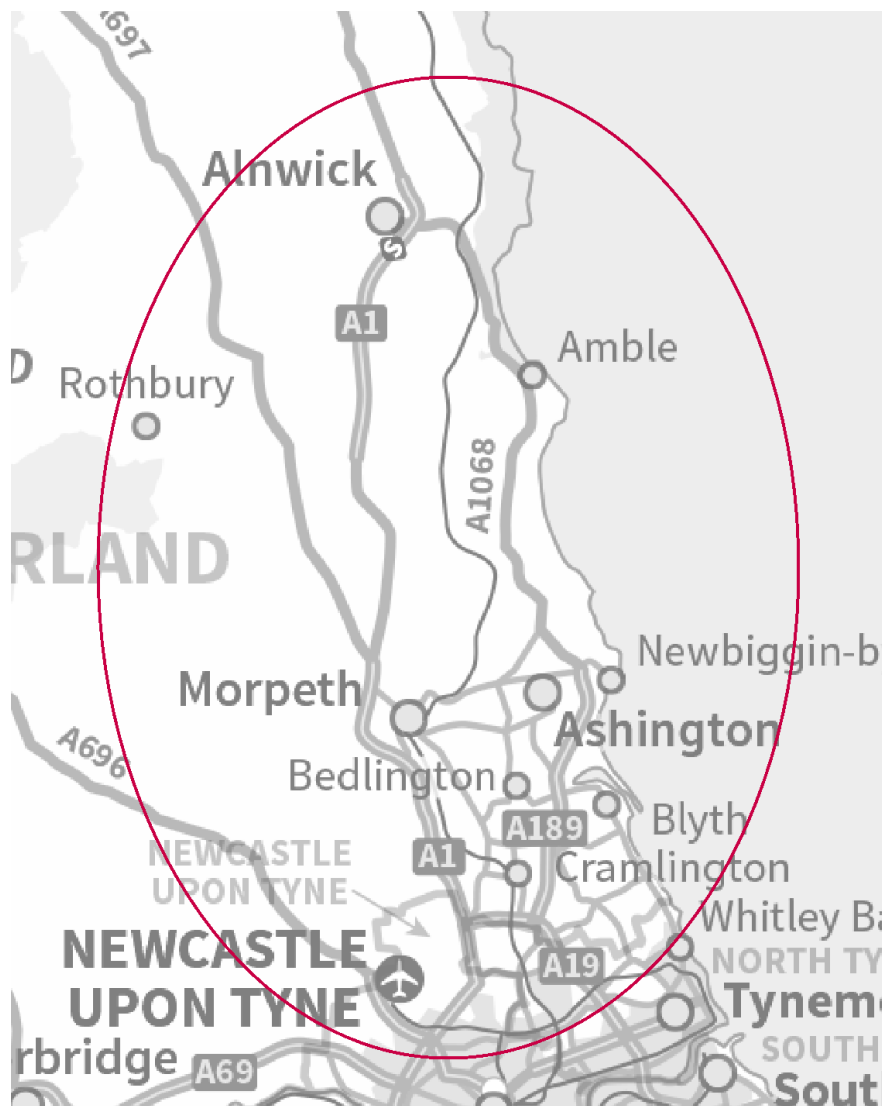 A697
Alnwick
S
A1
Amble
D
Rothbury
A1068
RLAND
Newbiggin-b
Morpeth
Ashington
A696
Bedlington
A189
Blyth
A1
Cramlington
NEWCASTLE
UPON TYNE
Whitley Ba
NEWCASTLE
UPON TYNE
A19
NORTH TY
Tynem
rbridge
A69
SOUTH
Sout